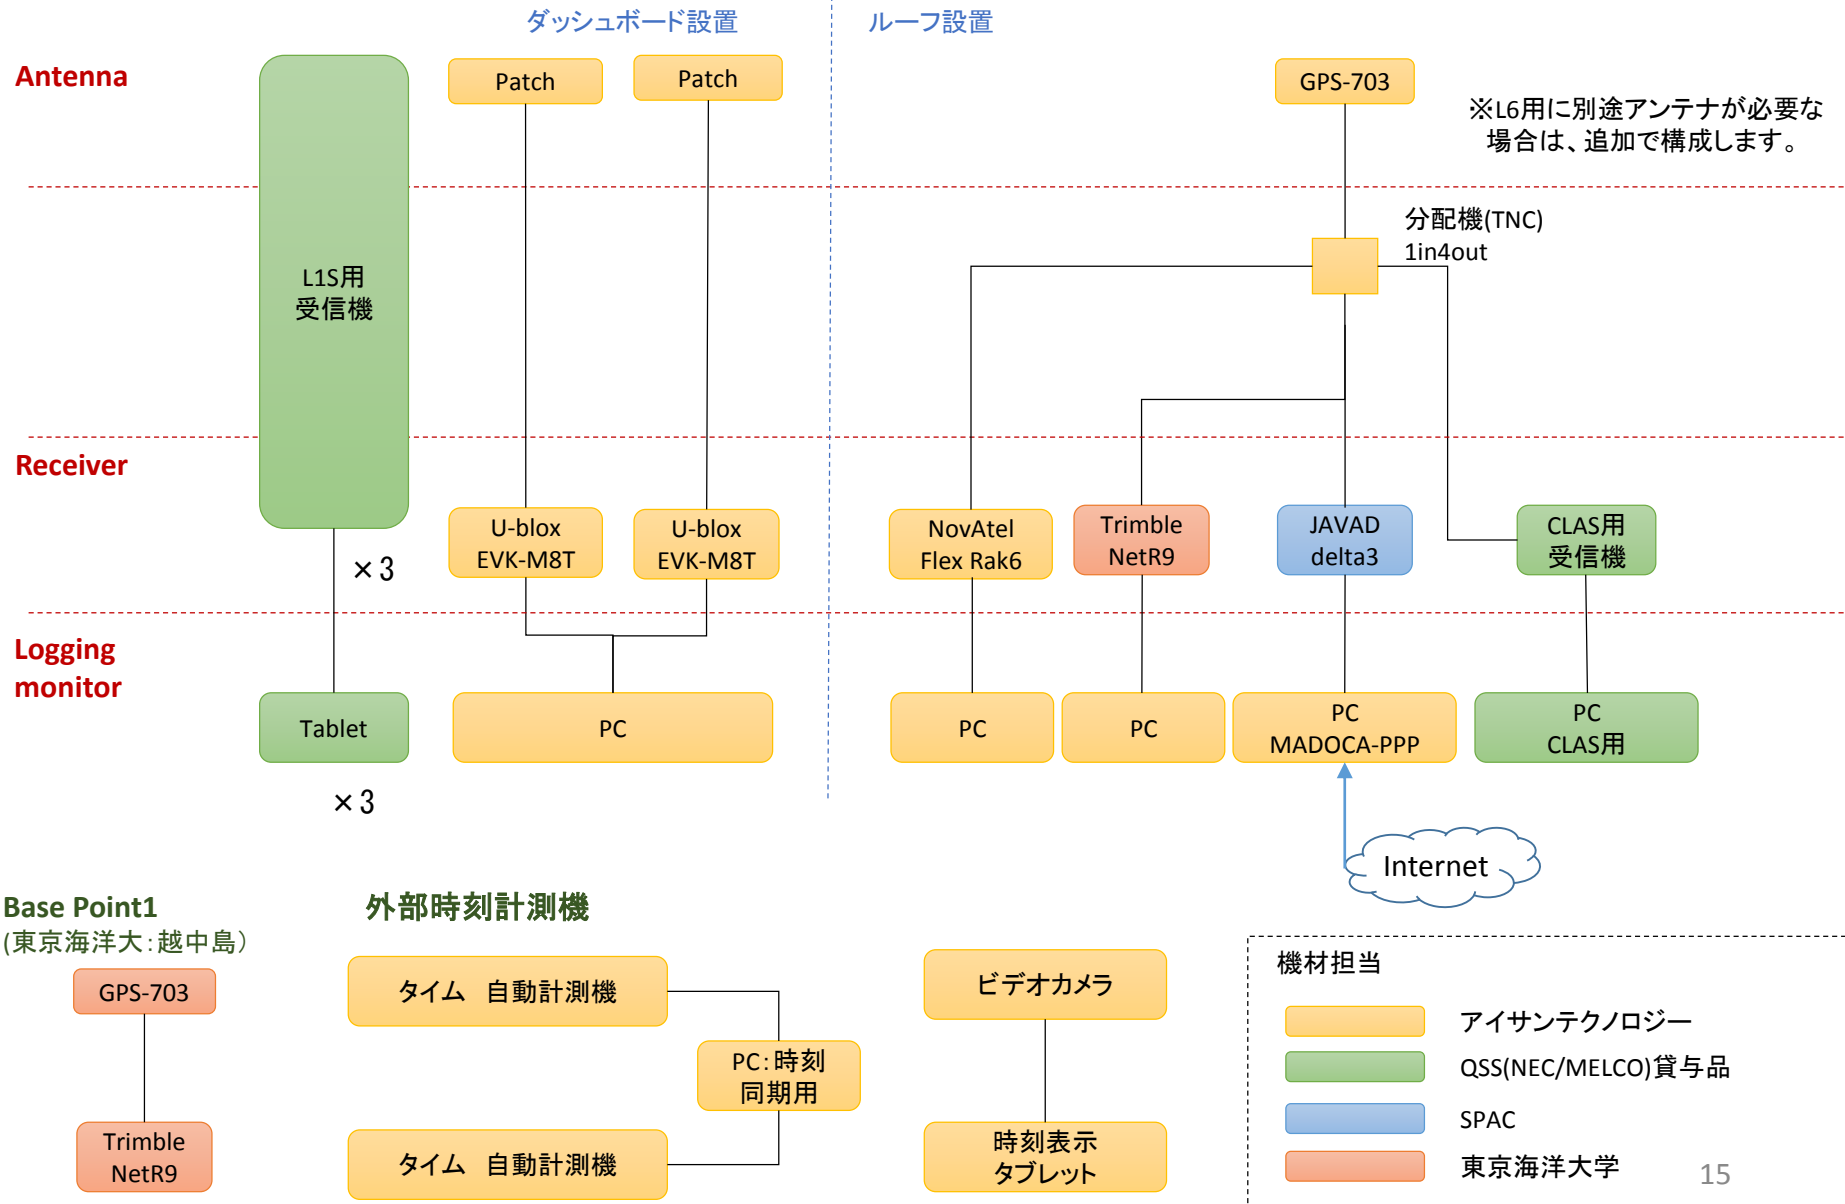 ダッシュボード設置
ルーフ設置
Antenna
Patch
Patch
GPS-703
※L6用に別途アンテナが必要な
場合は、追加で構成します。
分配機(TNC)
1in4out
L1S用
受信機
Receiver
×3
U-blox
EVK-M8T
U-blox
EVK-M8T
NovAtel
Flex Rak6
Trimble
NetR9
JAVAD
delta3
CLAS用
受信機
Logging
monitor
Tablet
×3
PC
PC
PC
PC
MADOCA-PPP
PC
CLAS用
Internet
Base Point1
(東京海洋大：越中島）
GPS-703
Trimble
NetR9
外部時刻計測機
タイム　自動計測機
PC：時刻
同期用
タイム　自動計測機
ビデオカメラ
時刻表示
タブレット
機材担当
アイサンテクノロジー
QSS(NEC/MELCO)貸与品
SPAC
東京海洋大学
15